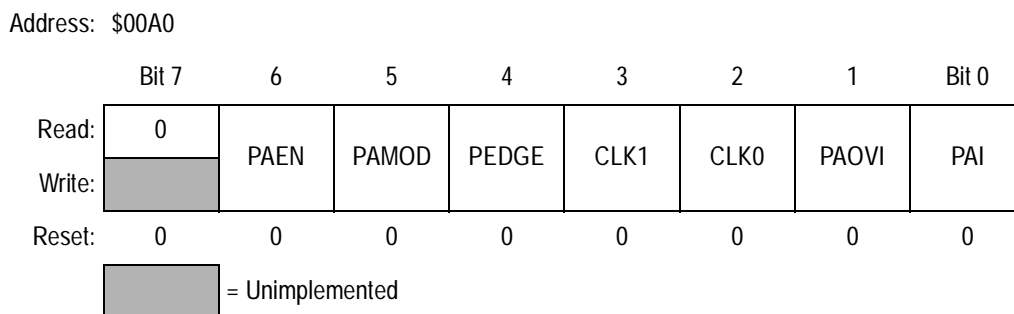 Address: $00A0
Bit 7 6 5 4 3 2 1 Bit 0
Read: 0 PAEN PAMOD PEDGE CLK1 CLK0 PAOVI PAI
Write:
Reset: 0 0 0 0 0 0 0 0
= Unimplemented